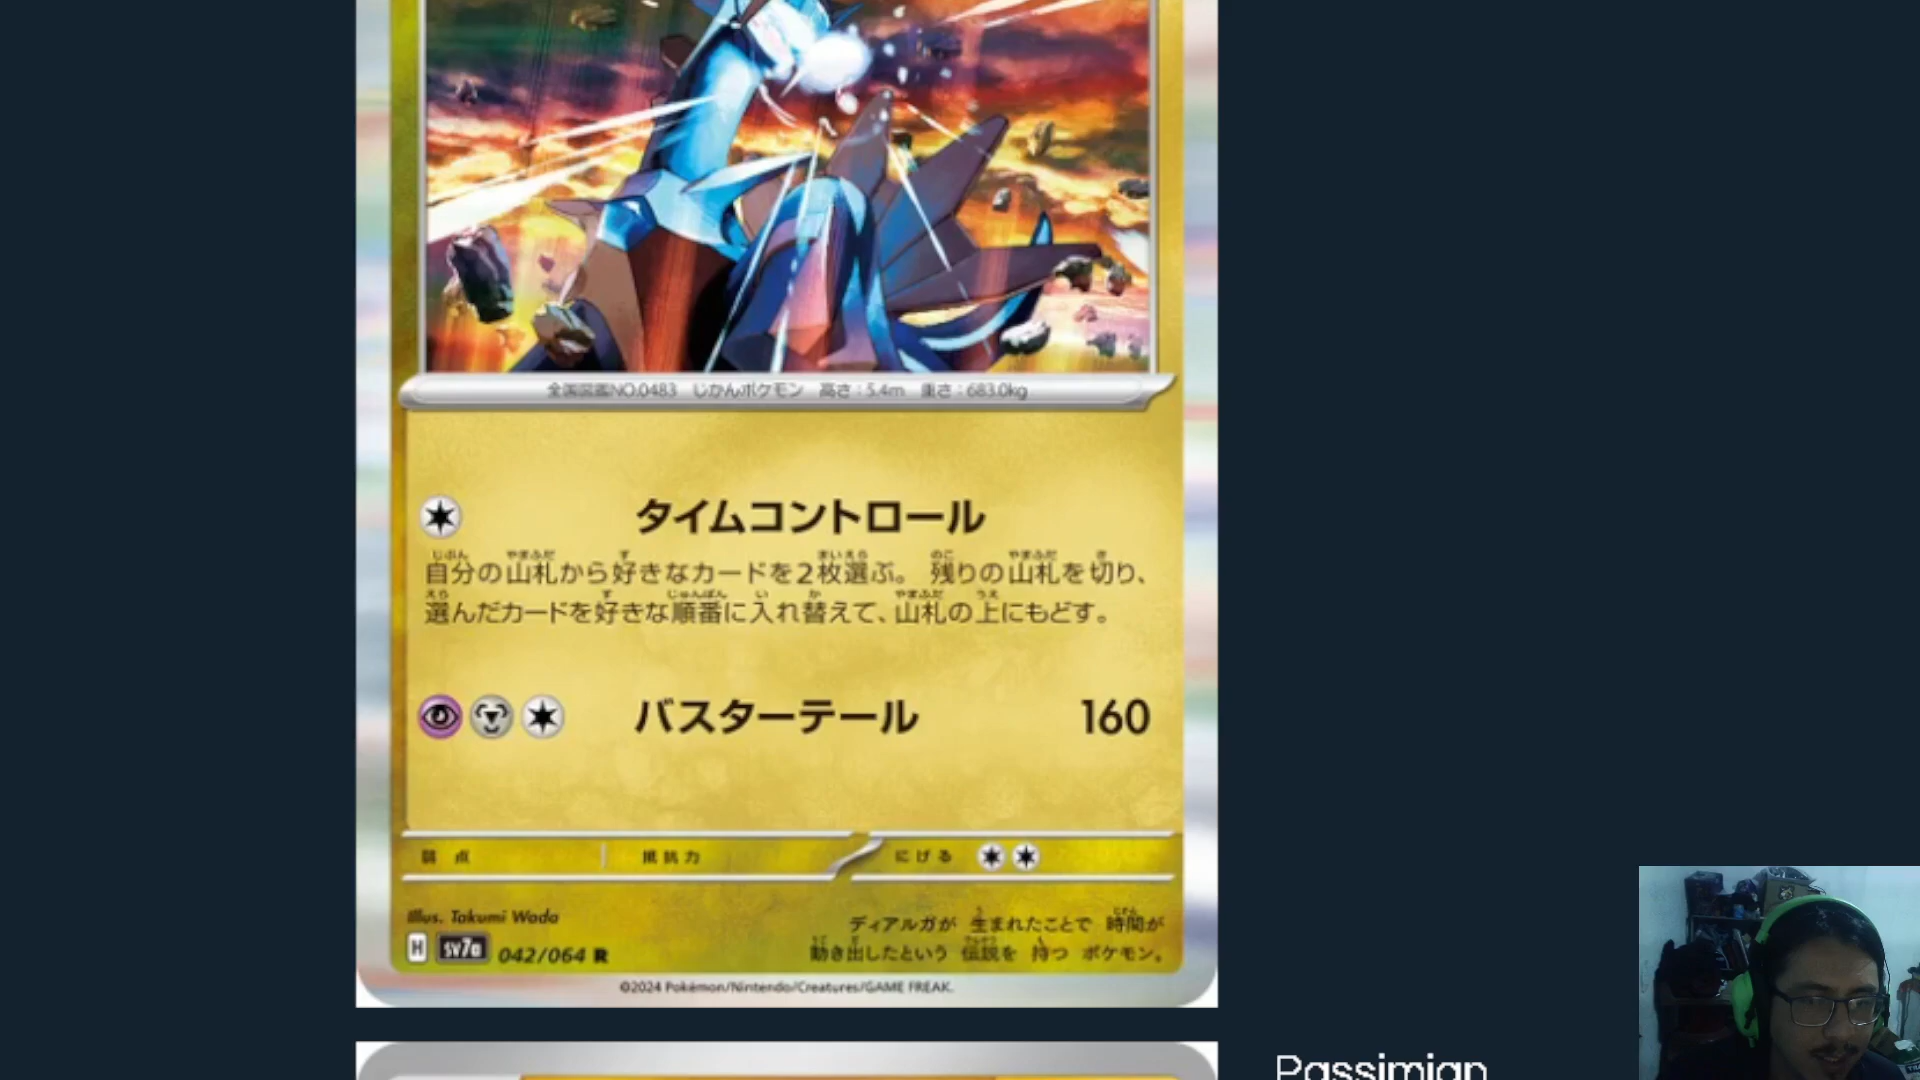 全国図鑑NO.0483 じかんポケモン 高さ:5.4m 重さ:683.0kg
タイムコントロール
自分の山札から好きなカードを2枚選ぶ。残りの山札を切り、
選んだカードを好きな順番に入れ替えて、山札の上にもどす。
バスターテール 160
弱点 抵抗力 にげる
Illus. Takumi Wada
ディアルガが 生まれたことで 時間が
動き出したという 伝説を 持つ ポケモン。
H sv7a 042/064 R
©2024 Pokémon/Nintendo/Creatures/GAME FREAK.
Passimian